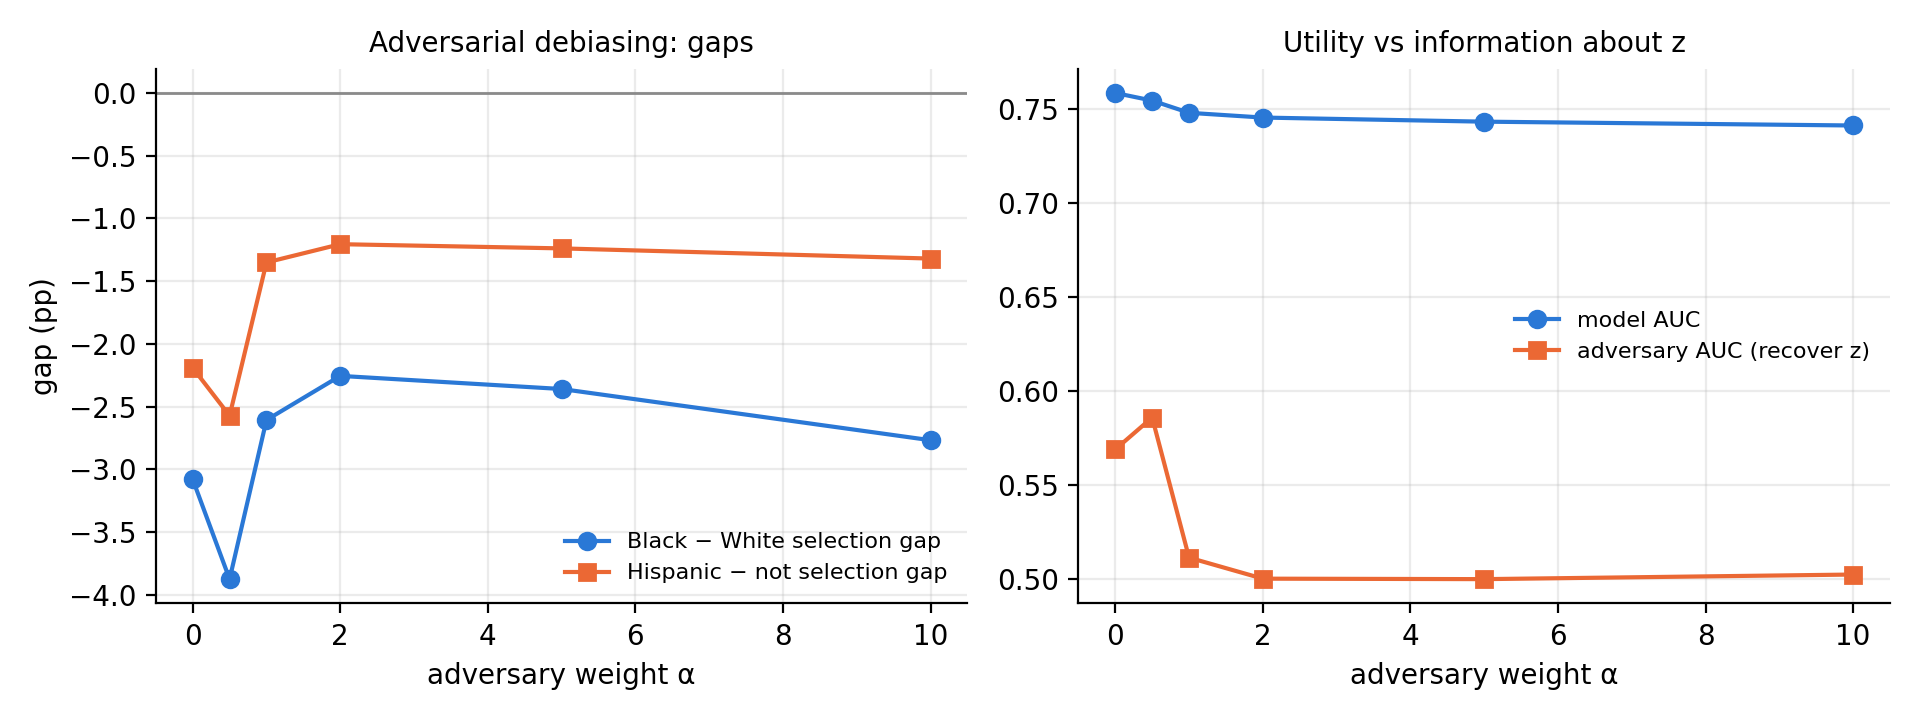 Adversarial debiasing: gaps
0.0
−0.5
−1.0
−1.5
−2.0
−2.5
−3.0
−3.5
−4.0
gap (pp)
Black − White selection gap
Hispanic − not selection gap
0 2 4 6 8 10
adversary weight α
Utility vs information about z
0.75
0.70
0.65
0.60
0.55
0.50
model AUC
adversary AUC (recover z)
0 2 4 6 8 10
adversary weight α